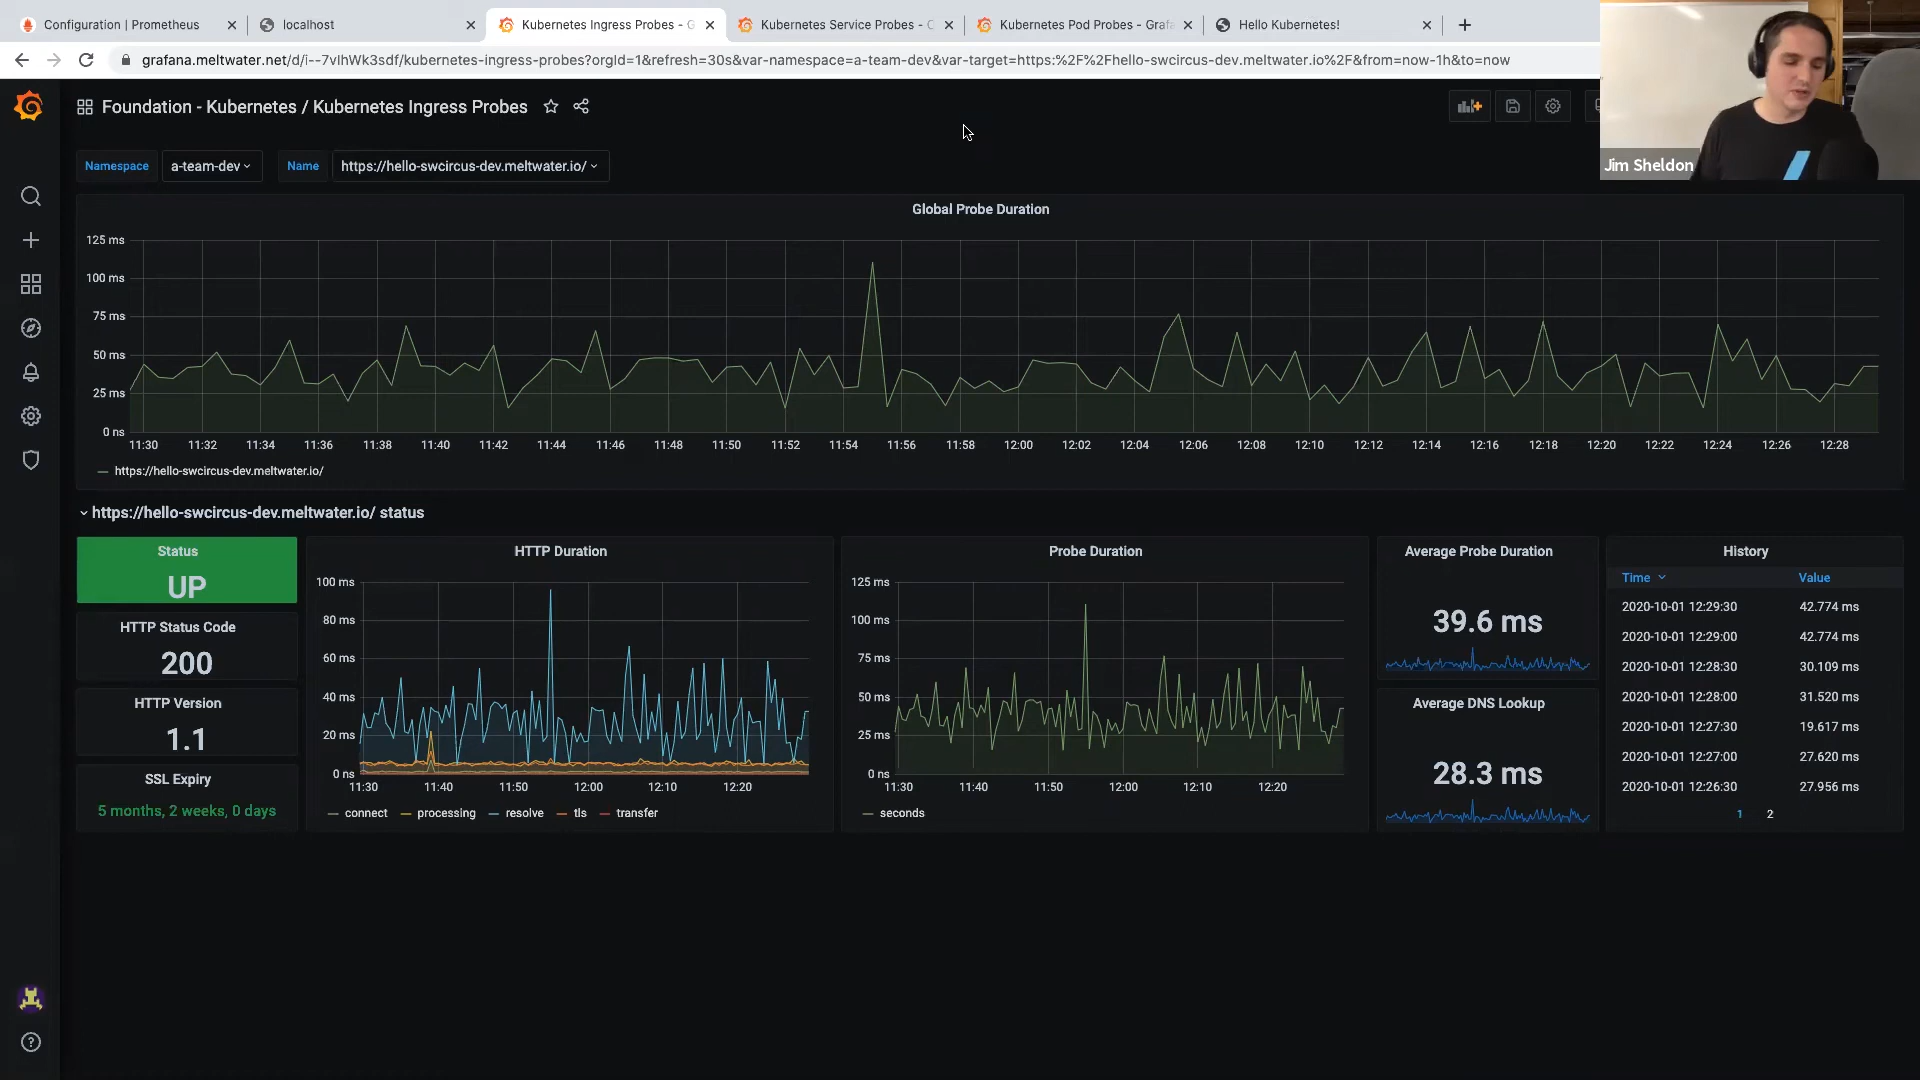 Configuration | Prometheus
localhost
Kubernetes Ingress Probes - G
Kubernetes Service Probes -
Kubernetes Pod Probes - Grafa
Hello Kubernetes!
grafana.meltwater.net/d/i--7vlhWk3sdf/kubernetes-ingress-probes?orgId=1&refresh=30s&var-namespace=a-team-dev&var-target=https:%2F%2Fhello-swcircus-dev.meltwater.io%2F&from=now-1h&to=now
Foundation - Kubernetes / Kubernetes Ingress Probes
Jim Sheldon
Namespace a-team-dev Name https://hello-swcircus-dev.meltwater.io/
Global Probe Duration
125 ms
100 ms
75 ms
50 ms
25 ms
0 ns
11:30 11:32 11:34 11:36 11:38 11:40 11:42 11:44 11:46 11:48 11:50 11:52 11:54 11:56 11:58 12:00 12:02 12:04 12:06 12:08 12:10 12:12 12:14 12:16 12:18 12:20 12:22 12:24 12:26 12:28
https://hello-swcircus-dev.meltwater.io/
https://hello-swcircus-dev.meltwater.io/ status
Status
UP
HTTP Status Code
200
HTTP Version
1.1
SSL Expiry
5 months, 2 weeks, 0 days
HTTP Duration
100 ms
80 ms
60 ms
40 ms
20 ms
0 ns
11:30 11:40 11:50 12:00 12:10 12:20
connect processing resolve tls transfer
Probe Duration
125 ms
100 ms
75 ms
50 ms
25 ms
0 ns
11:30 11:40 11:50 12:00 12:10 12:20
seconds
Average Probe Duration
39.6 ms
Average DNS Lookup
28.3 ms
History
Time Value
2020-10-01 12:29:30 42.774 ms
2020-10-01 12:29:00 42.774 ms
2020-10-01 12:28:30 30.109 ms
2020-10-01 12:28:00 31.520 ms
2020-10-01 12:27:30 19.617 ms
2020-10-01 12:27:00 27.620 ms
2020-10-01 12:26:30 27.956 ms
1 2